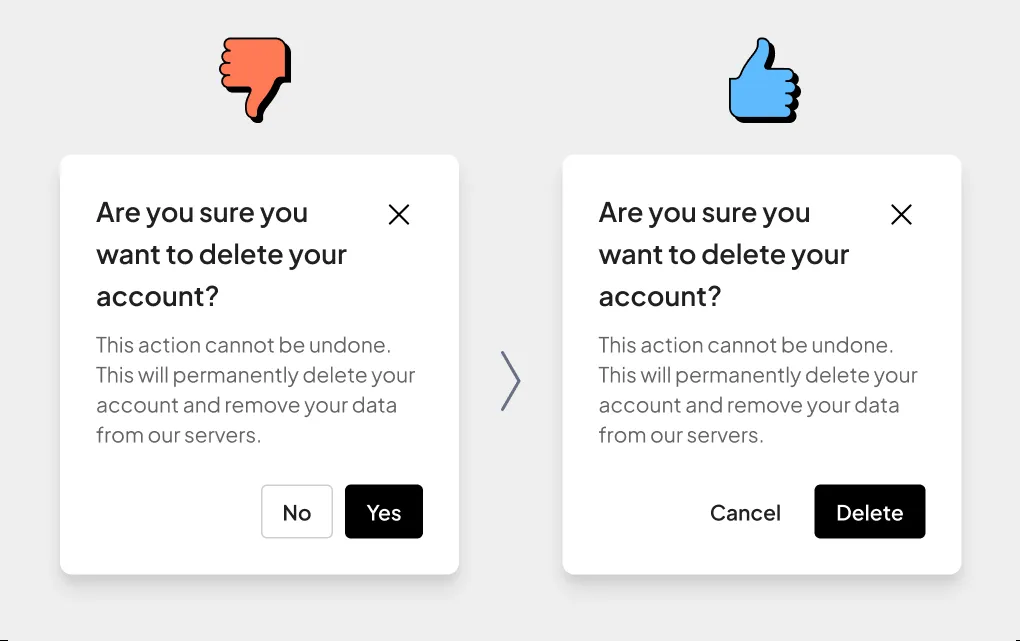 Are you sure you
want to delete your
account?
This action cannot be undone.
This will permanently delete your
account and remove your data
from our servers.
No
Yes
Are you sure you
want to delete your
account?
This action cannot be undone.
This will permanently delete your
account and remove your data
from our servers.
Cancel
Delete